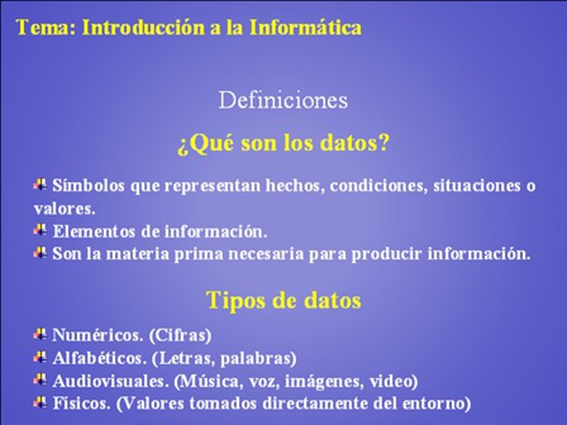 Tema: Introducción a la Informática
Definiciones
¿Qué son los datos?
Símbolos que representan hechos, condiciones, situaciones o
valores.
Elementos de información.
Son la materia prima necesaria para producir información.
Tipos de datos
Numéricos. (Cifras)
Alfabéticos. (Letras, palabras)
Audiovisuales. (Música, voz, imágenes, video)
Físicos. (Valores tomados directamente del entorno)